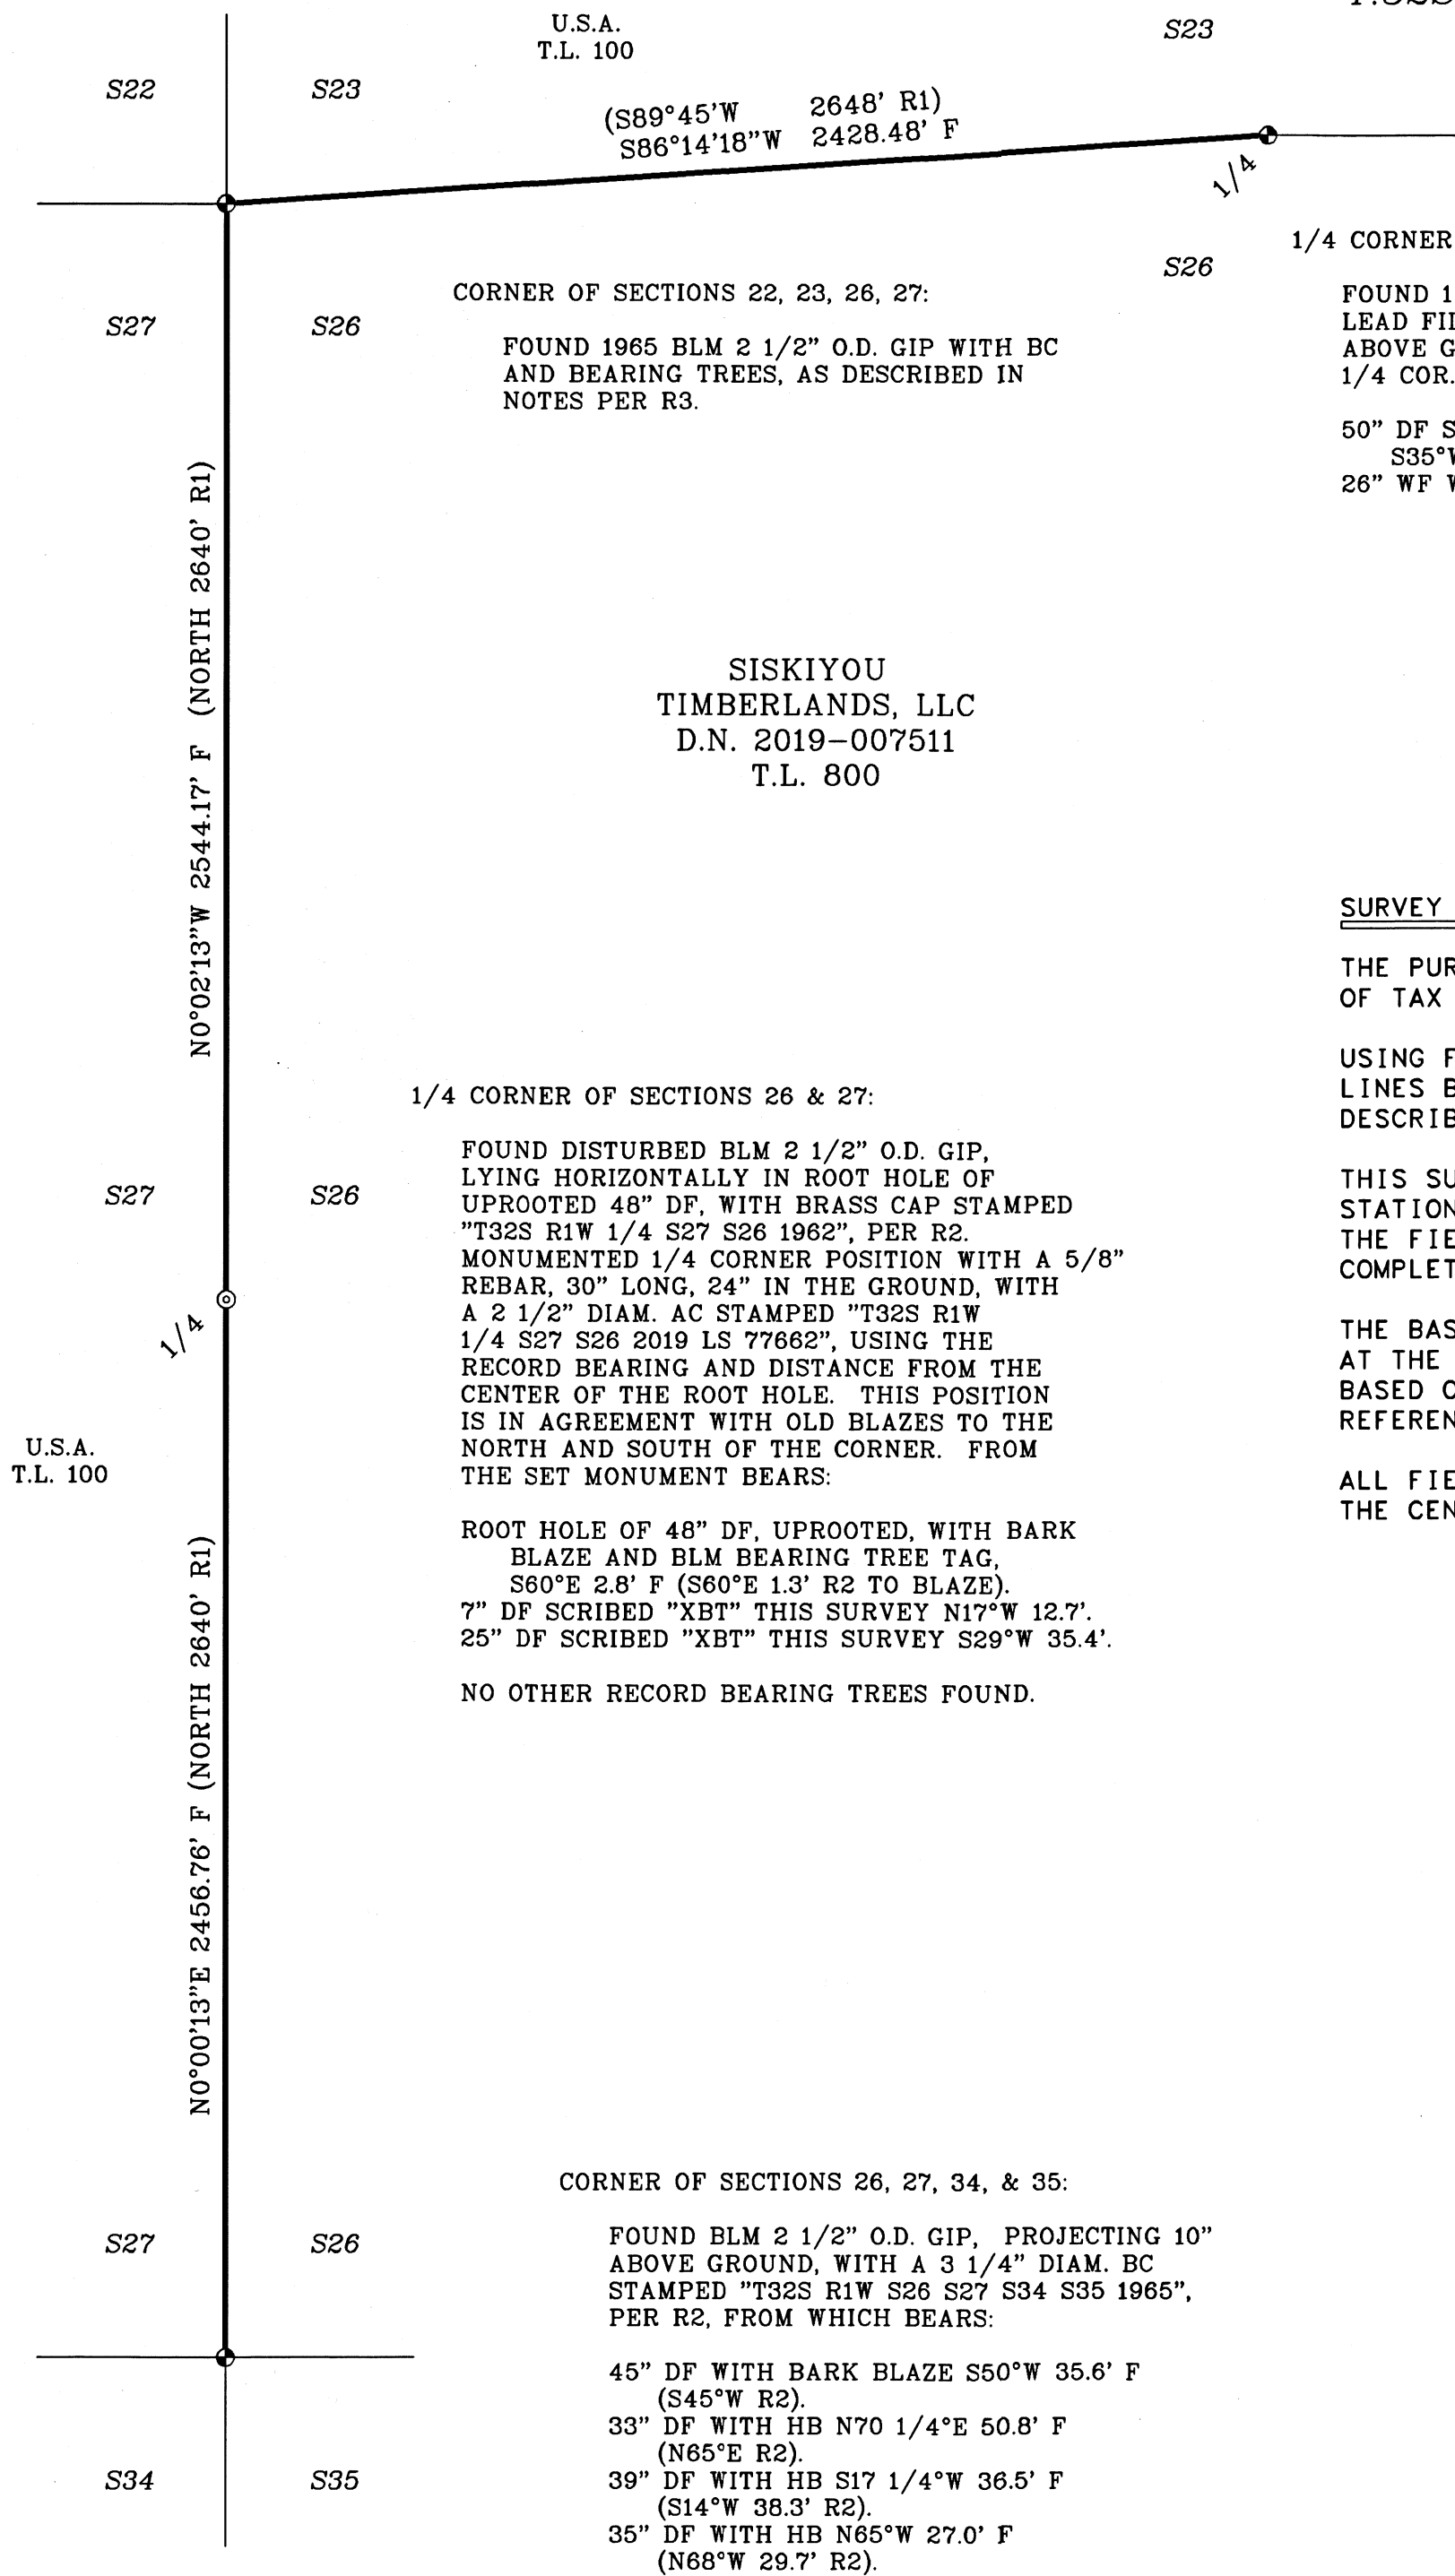 U.S.A.
T.L. 100
S23
S22
S23
(S89°45'W 2648' R1)
S86°14'18"W 2428.48' F
1/4
1/4 CORNER
S26
S27
S26
CORNER OF SECTIONS 22, 23, 26, 27:
FOUND 1965 BLM 2 1/2" O.D. GIP WITH BC
AND BEARING TREES, AS DESCRIBED IN
NOTES PER R3.
FOUND 1
LEAD
ABOVE G
1/4 COR.
50" DF S
S35°W
26" WF W
N0°02'13"W 2544.17' F (NORTH 2640' R1)
SISKIYOU
TIMBERLANDS, LLC
D.N. 2019-007511
T.L. 800
SURVEY
THE PUR
OF TAX
USING F
LINES B
DESCRIB
THIS SU
STATION
THE FIE
COMPLET
THE BAS
AT THE
BASED O
REFEREN
ALL FIE
THE CEN
1/4 CORNER OF SECTIONS 26 & 27:
FOUND DISTURBED BLM 2 1/2" O.D. GIP,
LYING HORIZONTALLY IN ROOT HOLE OF
UPROOTED 48" DF, WITH BRASS CAP STAMPED
"T32S R1W 1/4 S27 S26 1962", PER R2.
MONUMENTED 1/4 CORNER POSITION WITH A 5/8"
REBAR, 30" LONG, 24" IN THE GROUND, WITH
A 2 1/2" DIAM. AC STAMPED "T32S R1W
1/4 S27 S26 2019 LS 77662", USING THE
RECORD BEARING AND DISTANCE FROM THE
CENTER OF THE ROOT HOLE. THIS POSITION
IS IN AGREEMENT WITH OLD BLAZES TO THE
NORTH AND SOUTH OF THE CORNER. FROM
THE SET MONUMENT BEARS:
ROOT HOLE OF 48" DF, UPROOTED, WITH BARK
BLAZE AND BLM BEARING TREE TAG,
S60°E 2.8' F (S60°E 1.3' R2 TO BLAZE).
7" DF SCRIBED "XBT" THIS SURVEY N17°W 12.7'.
25" DF SCRIBED "XBT" THIS SURVEY S29°W 35.4'.
NO OTHER RECORD BEARING TREES FOUND.
S27
S26
1/4
U.S.A.
T.L. 100
N0°00'13"E 2456.76' F (NORTH 2640' R1)
CORNER OF SECTIONS 26, 27, 34, & 35:
FOUND BLM 2 1/2" O.D. GIP, PROJECTING 10"
ABOVE GROUND, WITH A 3 1/4" DIAM. BC
STAMPED "T32S R1W S26 S27 S34 S35 1965",
PER R2, FROM WHICH BEARS:
45" DF WITH BARK BLAZE S50°W 35.6' F
(S45°W R2).
33" DF WITH HB N70 1/4°E 50.8' F
(N65°E R2).
39" DF WITH HB S17 1/4°W 36.5' F
(S14°W 38.3' R2).
35" DF WITH HB N65°W 27.0' F
(N68°W 29.7' R2).
S27
S26
S34
S35